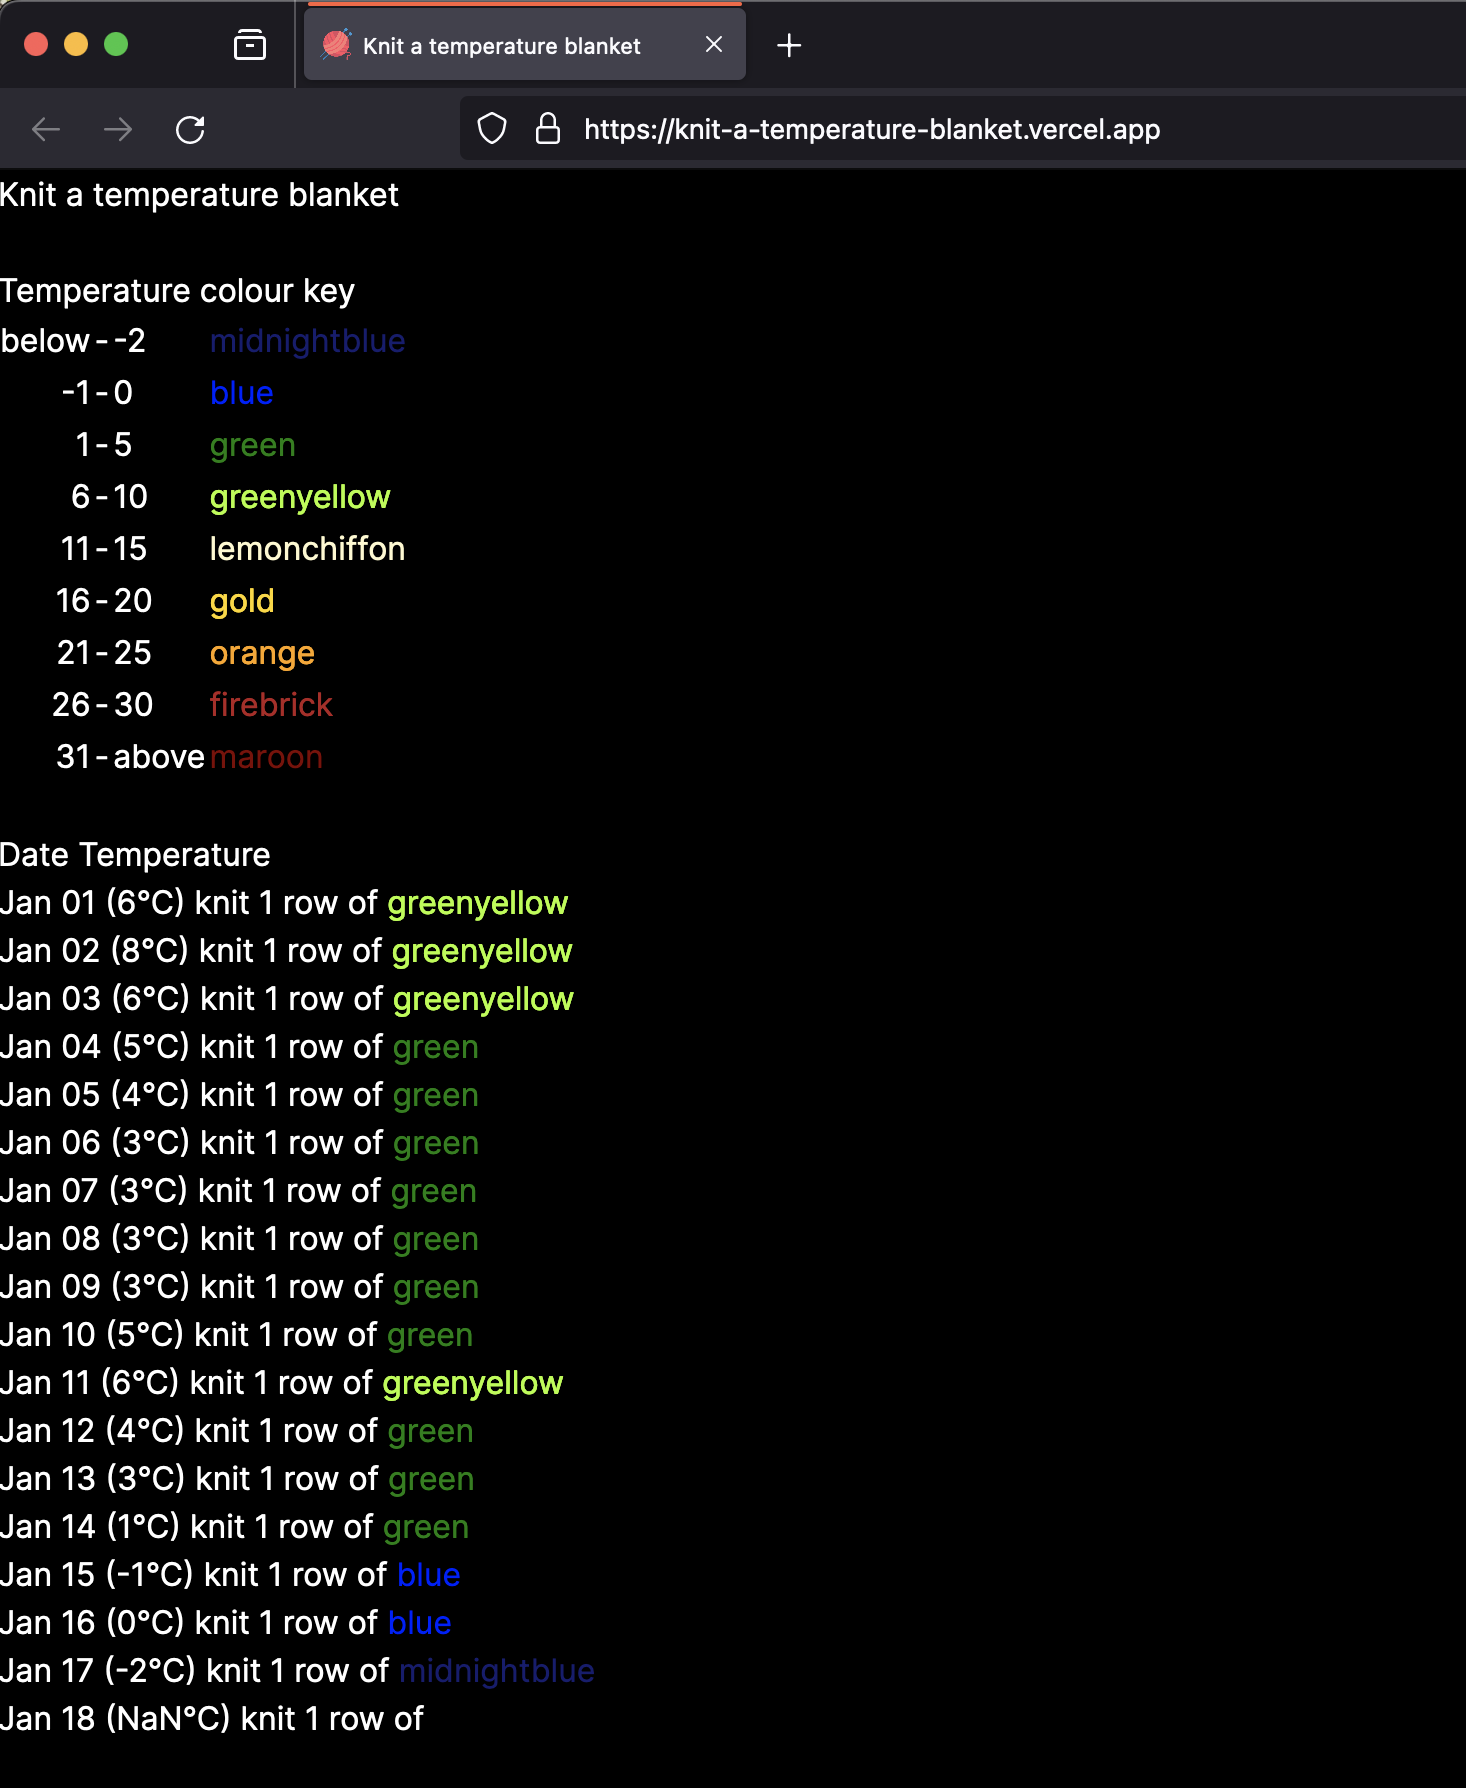 Knit a temperature blanket
https://knit-a-temperature-blanket.vercel.app
Knit a temperature blanket
Temperature colour key
below - -2 midnightblue
-1 - 0 blue
1 - 5 green
6 - 10 greenyellow
11 - 15 lemonchiffon
16 - 20 gold
21 - 25 orange
26 - 30 firebrick
31 - above maroon
Date Temperature
Jan 01 (6°C) knit 1 row of greenyellow
Jan 02 (8°C) knit 1 row of greenyellow
Jan 03 (6°C) knit 1 row of greenyellow
Jan 04 (5°C) knit 1 row of green
Jan 05 (4°C) knit 1 row of green
Jan 06 (3°C) knit 1 row of green
Jan 07 (3°C) knit 1 row of green
Jan 08 (3°C) knit 1 row of green
Jan 09 (3°C) knit 1 row of green
Jan 10 (5°C) knit 1 row of green
Jan 11 (6°C) knit 1 row of greenyellow
Jan 12 (4°C) knit 1 row of green
Jan 13 (3°C) knit 1 row of green
Jan 14 (1°C) knit 1 row of green
Jan 15 (-1°C) knit 1 row of blue
Jan 16 (0°C) knit 1 row of blue
Jan 17 (-2°C) knit 1 row of midnightblue
Jan 18 (NaN°C) knit 1 row of